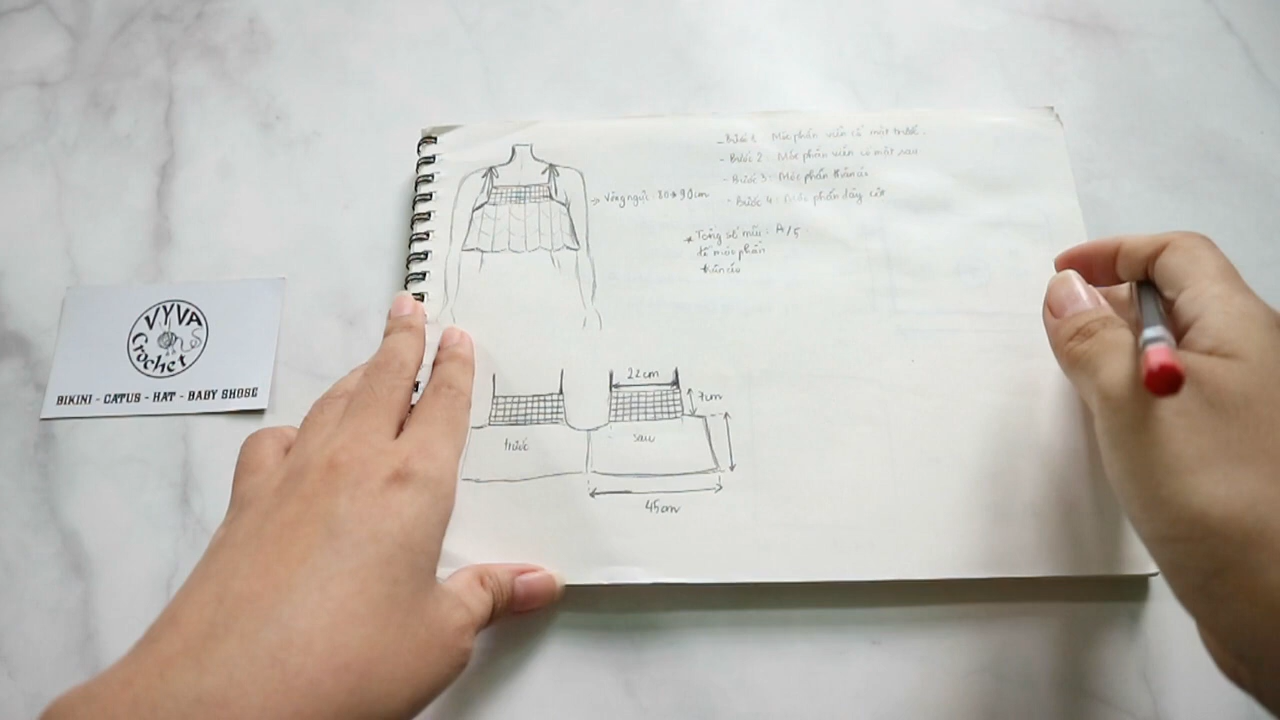 VYVA
Crochet
BIKINI - CATUS - HAT - BABY SHOSE
- Bước 1 : Móc phần viền cổ mặt trước.
- Bước 2 : Móc phần viền cổ mặt sau
- Bước 3 : Móc phần thân áo
- Bước 4 : Móc phần dây cột
Vòng ngực : 80 90cm
* Tổng số mũi : A/5
để móc phần
thân áo
22cm
7cm
trước
sau
45cm